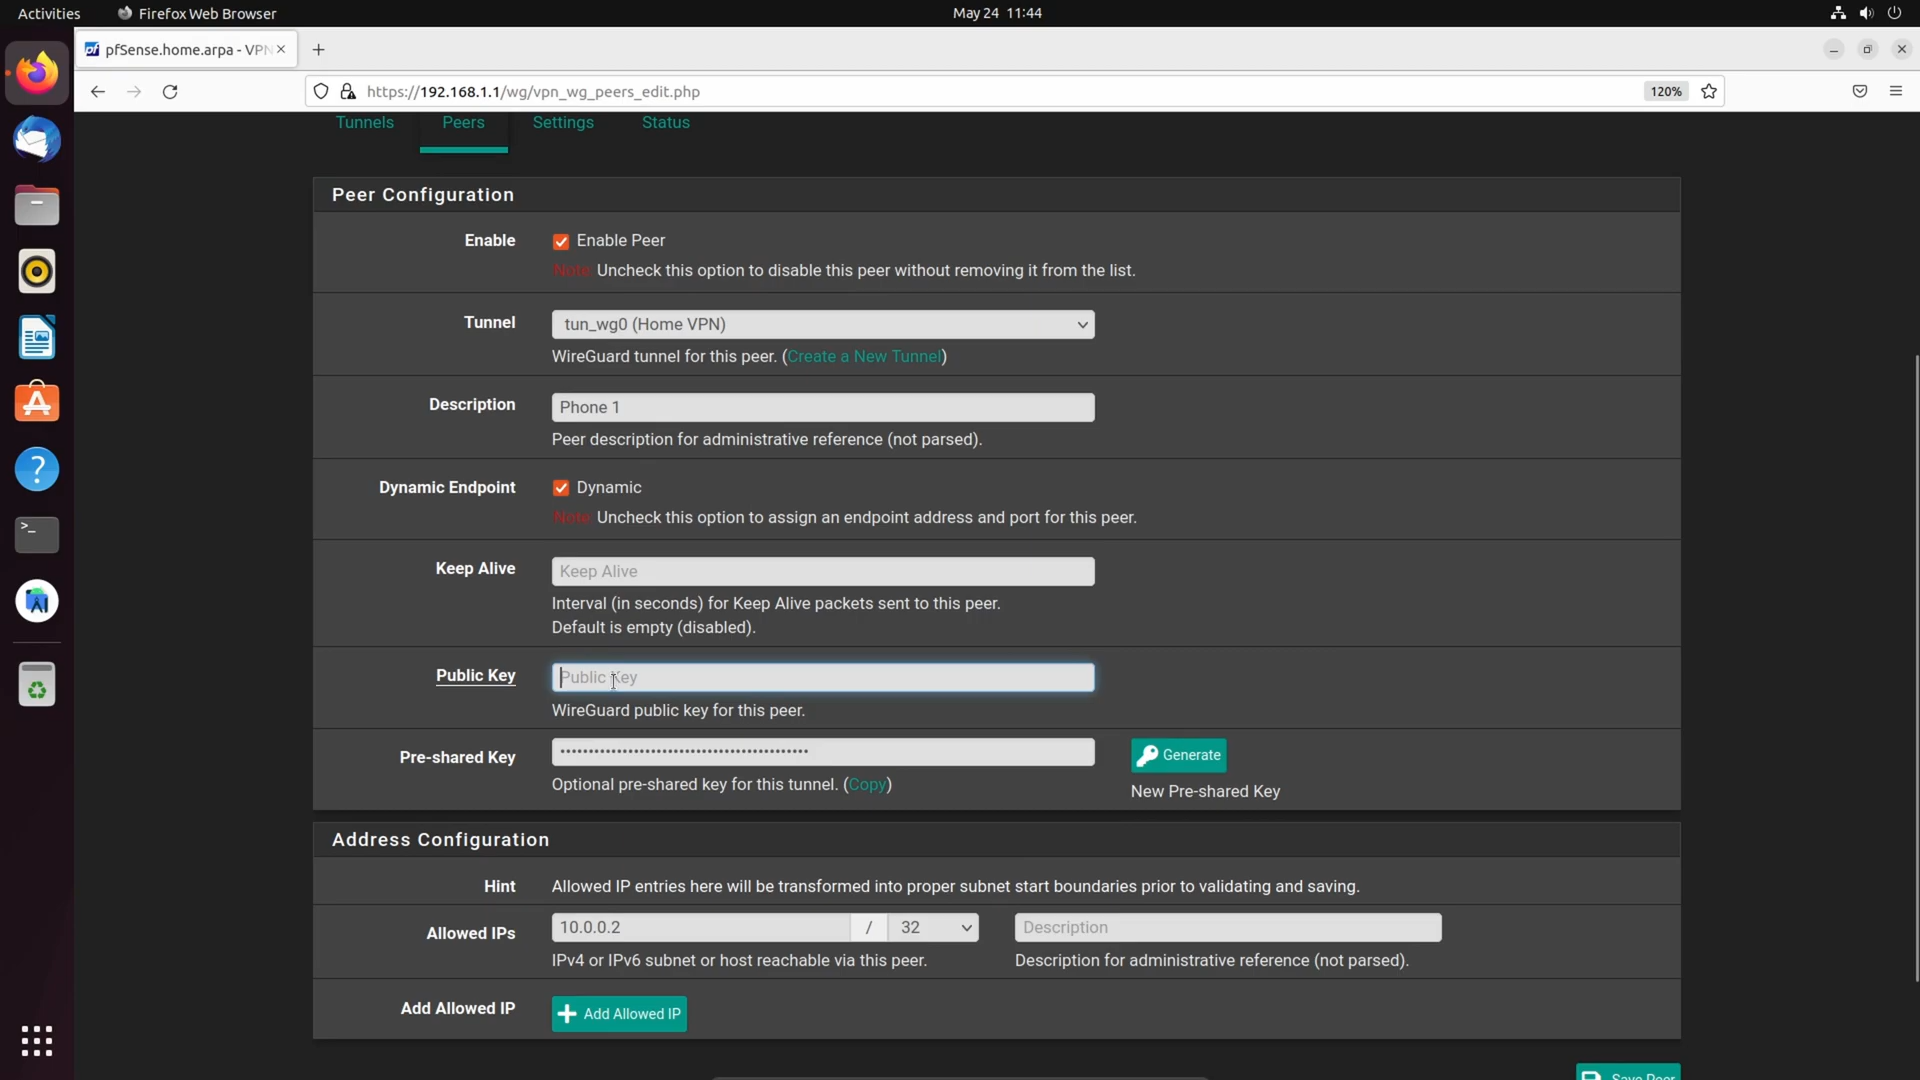 Activities
Firefox Web Browser
May 24 11:44
pfSense.home.arpa - VPN
https://192.168.1.1/wg/vpn_wg_peers_edit.php
120%
Tunnels
Peers
Settings
Status
Peer Configuration
Enable
Enable Peer
Note: Uncheck this option to disable this peer without removing it from the list.
Tunnel
tun_wg0 (Home VPN)
WireGuard tunnel for this peer. (Create a New Tunnel)
Description
Phone 1
Peer description for administrative reference (not parsed).
Dynamic Endpoint
Dynamic
Note: Uncheck this option to assign an endpoint address and port for this peer.
Keep Alive
Keep Alive
Interval (in seconds) for Keep Alive packets sent to this peer.
Default is empty (disabled).
Public Key
Public Key
WireGuard public key for this peer.
Pre-shared Key
Generate
Optional pre-shared key for this tunnel. (Copy)
New Pre-shared Key
Address Configuration
Hint
Allowed IP entries here will be transformed into proper subnet start boundaries prior to validating and saving.
Allowed IPs
10.0.0.2
/
32
Description
IPv4 or IPv6 subnet or host reachable via this peer.
Description for administrative reference (not parsed).
Add Allowed IP
Add Allowed IP
Save Peer